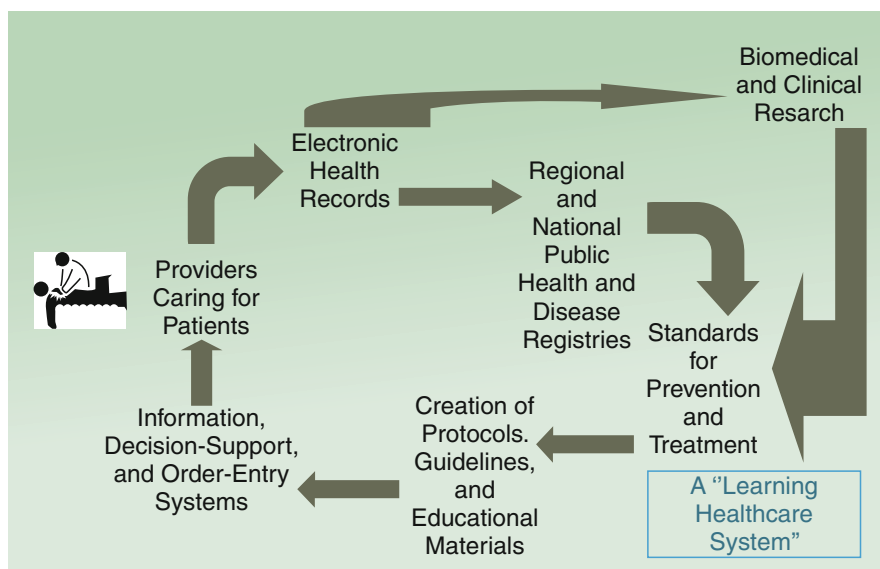 Biomedical
and Clinical
Resarch
Electronic
Health
Records
Regional
and
National
Public
Health and
Disease
Registries
Providers
Caring for
Patients
Standards
for
Prevention
and
Treatment
Creation of
Protocols.
Guidelines,
and
Educational
Materials
Information,
Decision-Support,
and Order-Entry
Systems
A ‘’Learning
Healthcare
System”